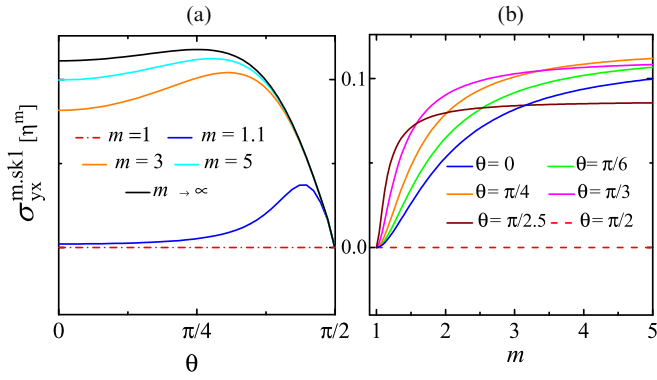 (a)
(b)
σ_yx^m.sk1 [η^m]
m =1
m = 1.1
m = 3
m = 5
m → ∞
0
π/4
π/2
θ
0.1
0.0
θ= 0
θ= π/6
θ= π/4
θ= π/3
θ= π/2.5
θ= π/2
1
2
3
4
5
m